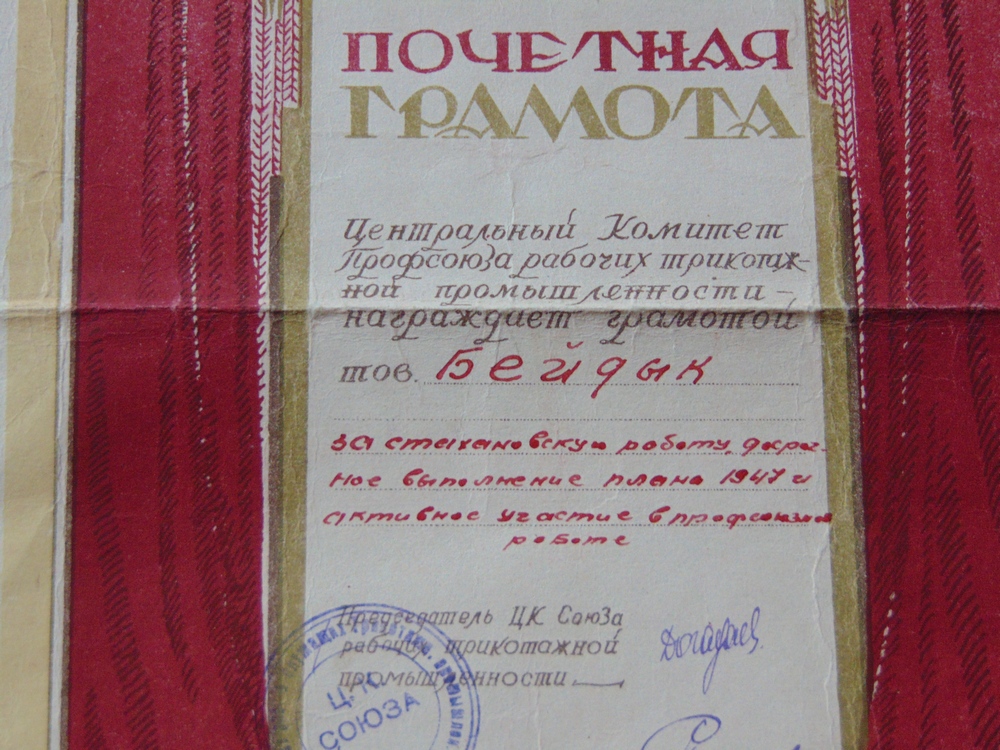 ПОЧЕТНАЯ
ГРАМОТА
Центральный Комитет
Профсоюза рабочих трикотаж-
ной промышленности –
награждает грамотой
тов. Бейдык
за стахановскую работу, досроч-
ное выполнение плана 1947 и
активное участие в профсоюзной
работе
Председатель ЦК Союза
рабочих трикотажной
промышленности
Ц.К.
СОЮЗА